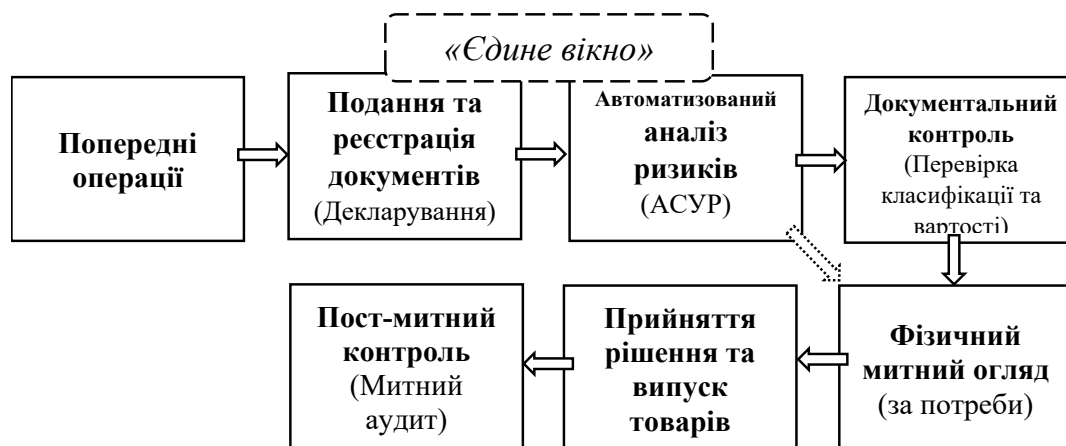 «Єдине вікно»
Попередні
операції
Подання та
реєстрація
документів
(Декларування)
Автоматизований
аналіз
ризиків
(АСУР)
Документальний
контроль
(Перевірка
класифікації та
вартості)
Пост-митний
контроль
(Митний
аудит)
Прийняття
рішення та
випуск
товарів
Фізичний
митний огляд
(за потреби)